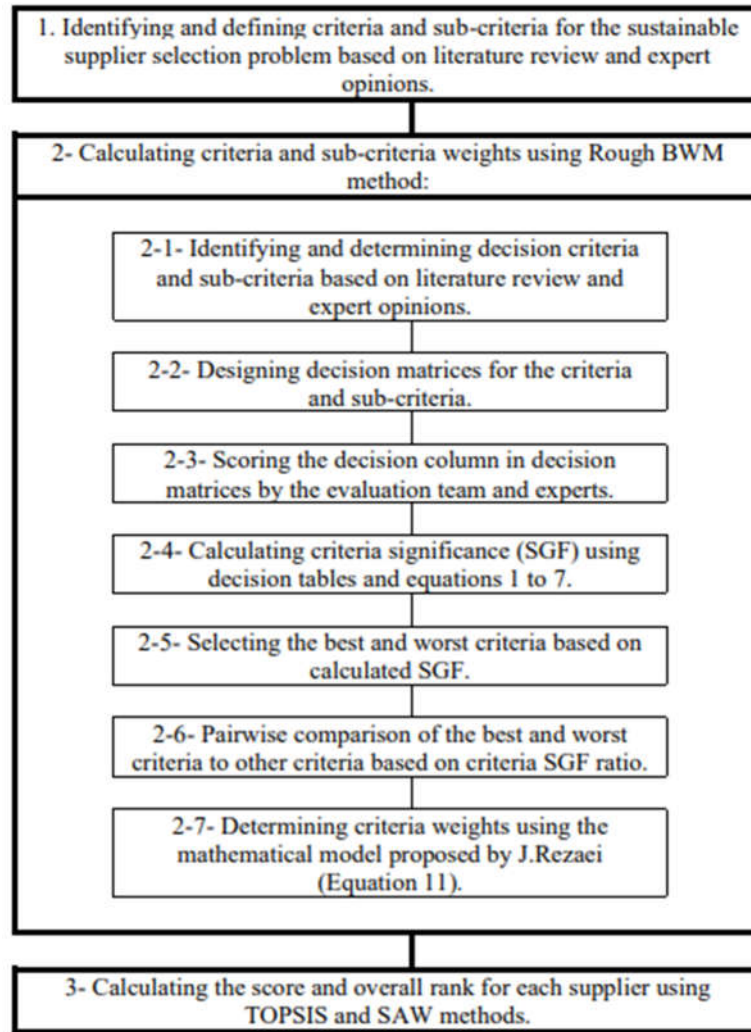 1. Identifying and defining criteria and sub-criteria for the sustainable
supplier selection problem based on literature review and expert
opinions.
2- Calculating criteria and sub-criteria weights using Rough BWM
method:
2-1- Identifying and determining decision criteria
and sub-criteria based on literature review and
expert opinions.
2-2- Designing decision matrices for the criteria
and sub-criteria.
2-3- Scoring the decision column in decision
matrices by the evaluation team and experts.
2-4- Calculating criteria significance (SGF) using
decision tables and equations 1 to 7.
2-5- Selecting the best and worst criteria based on
calculated SGF.
2-6- Pairwise comparison of the best and worst
criteria to other criteria based on criteria SGF ratio.
2-7- Determining criteria weights using the
mathematical model proposed by J.Rezaei
(Equation 11).
3- Calculating the score and overall rank for each supplier using
TOPSIS and SAW methods.